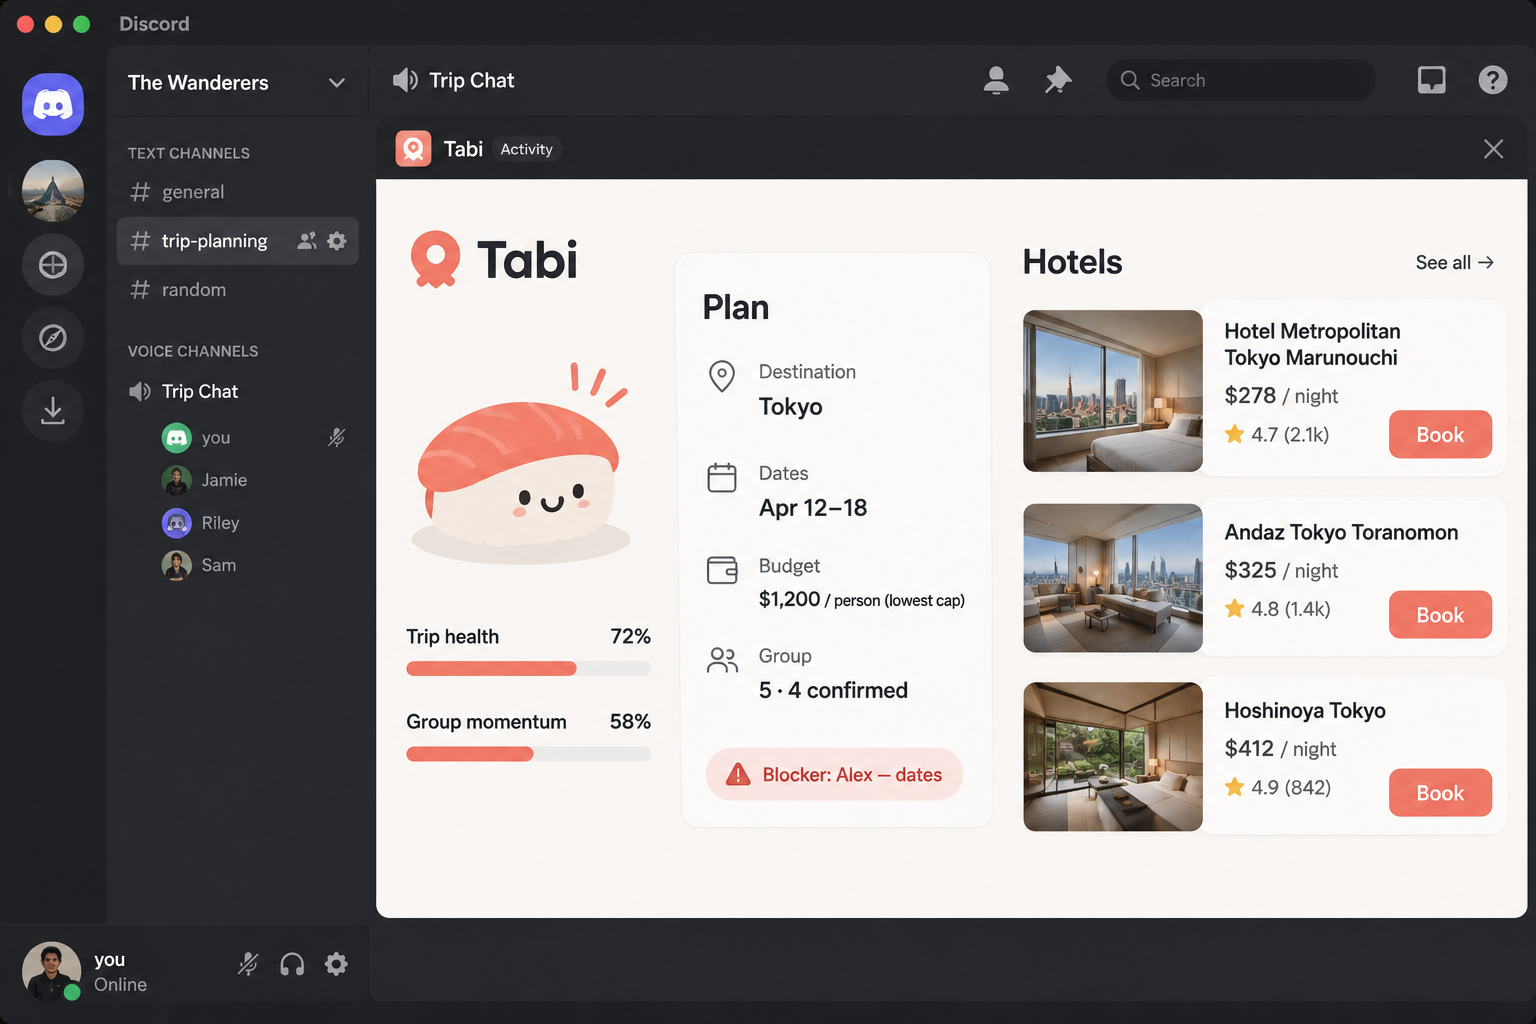 Discord
The Wanderers
TEXT CHANNELS
# general
# trip-planning
# random
VOICE CHANNELS
Trip Chat
you
Jamie
Riley
Sam
you
Online
Trip Chat
Search
?
Tabi
Activity
Tabi
Trip health 72%
Group momentum 58%
Plan
Destination
Tokyo
Dates
Apr 12–18
Budget
$1,200 / person (lowest cap)
Group
5 · 4 confirmed
Blocker: Alex — dates
Hotels
See all →
Hotel Metropolitan
Tokyo Marunouchi
$278 / night
4.7 (2.1k)
Book
Andaz Tokyo Toranomon
$325 / night
4.8 (1.4k)
Book
Hoshinoya Tokyo
$412 / night
4.9 (842)
Book